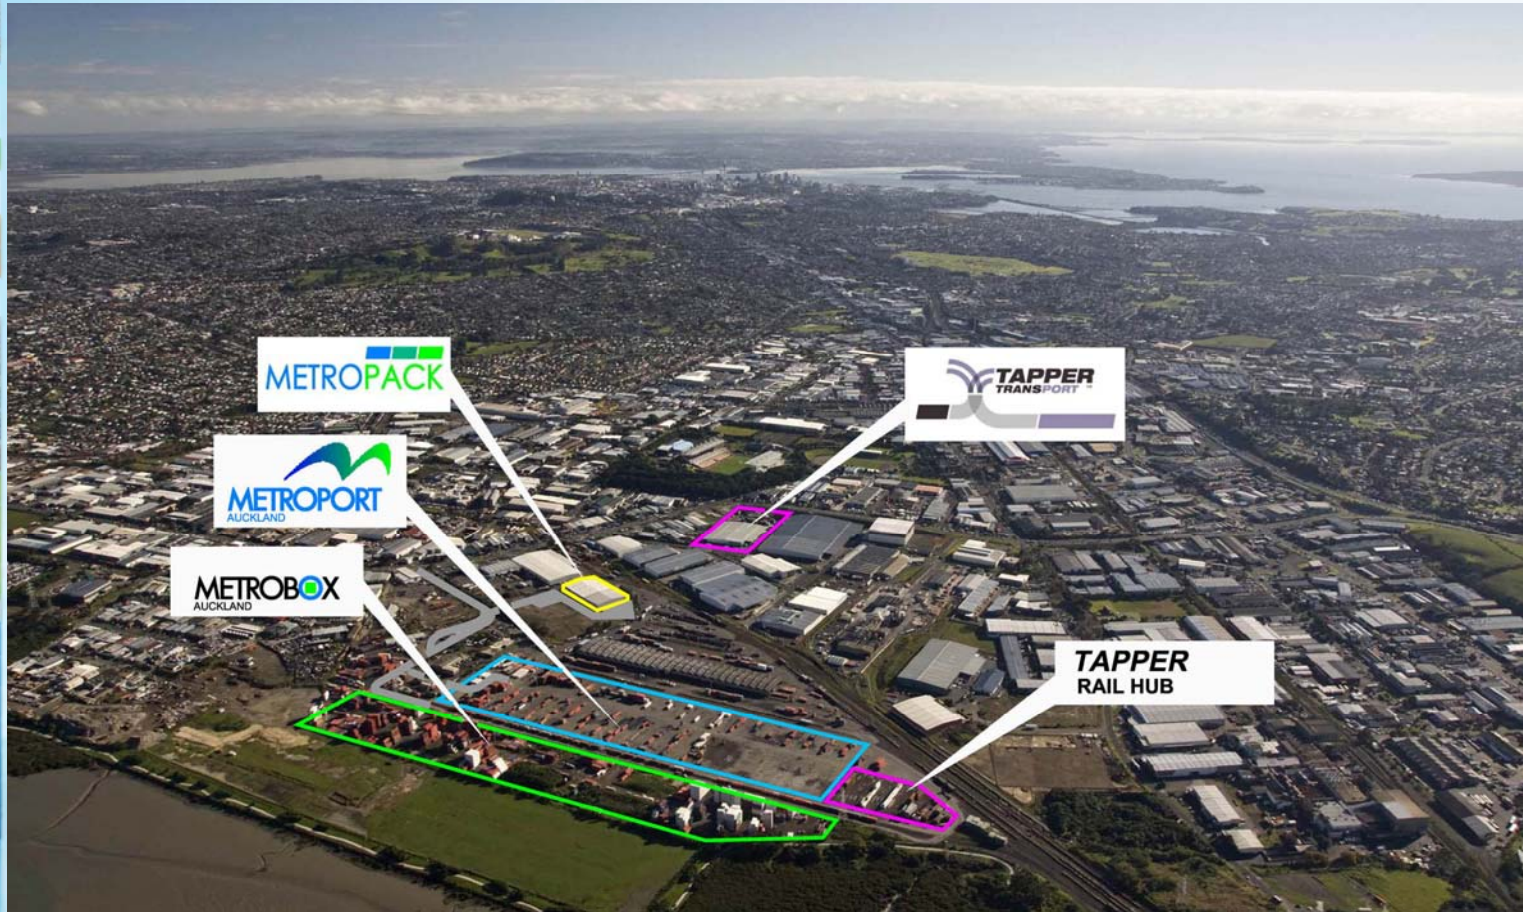 METROPACK
TAPPER
TRANSPORT
METROPORT
AUCKLAND
METROBOX
AUCKLAND
TAPPER
RAIL HUB